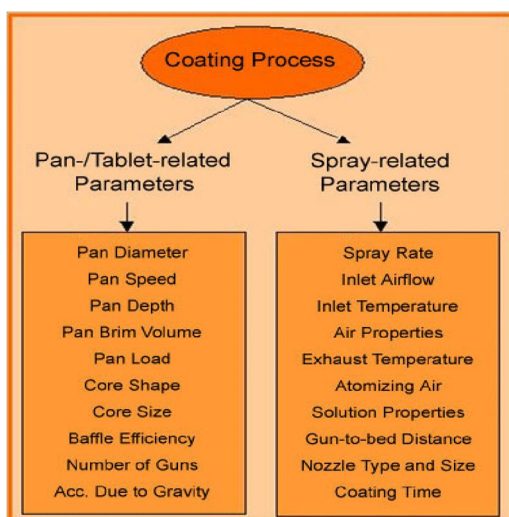 Coating Process
Pan-/Tablet-related
Parameters
Spray-related
Parameters
Pan Diameter
Pan Speed
Pan Depth
Pan Brim Volume
Pan Load
Core Shape
Core Size
Baffle Efficiency
Number of Guns
Acc. Due to Gravity
Spray Rate
Inlet Airflow
Inlet Temperature
Air Properties
Exhaust Temperature
Atomizing Air
Solution Properties
Gun-to-bed Distance
Nozzle Type and Size
Coating Time